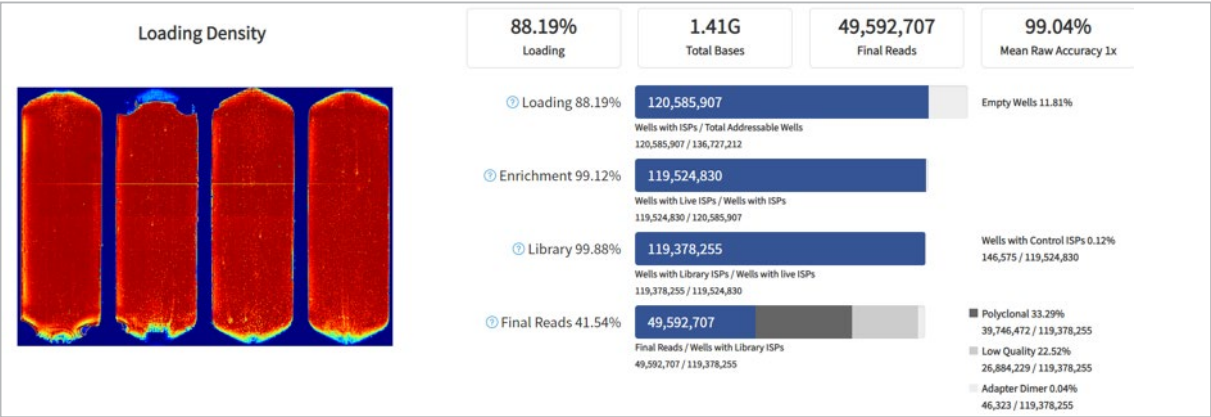 Loading Density
88.19%
Loading
1.41G
Total Bases
49,592,707
Final Reads
99.04%
Mean Raw Accuracy 1x
Loading 88.19%
120,585,907
Empty Wells 11.81%
Wells with ISPs / Total Addressable Wells
120,585,907 / 136,727,212
Enrichment 99.12%
119,524,830
Wells with Live ISPs / Wells with ISPs
119,524,830 / 120,585,907
Library 99.88%
119,378,255
Wells with Control ISPs 0.12%
146,575 / 119,524,830
Wells with Library ISPs / Wells with live ISPs
119,378,255 / 119,524,830
Final Reads 41.54%
49,592,707
Final Reads / Wells with Library ISPs
49,592,707 / 119,378,255
Polyclonal 33.29%
39,746,472 / 119,378,255
Low Quality 22.52%
26,884,229 / 119,378,255
Adapter Dimer 0.04%
46,323 / 119,378,255